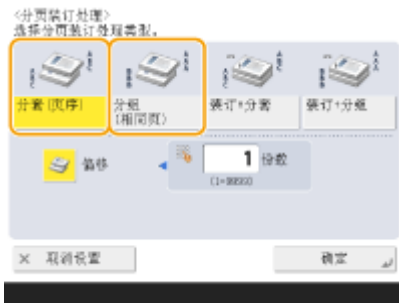 <分页装订处理>
选择分页装订处理类型。
分套(页序)
分组
(相同页)
装订+分套
装订+分组
偏移
1 份数
(1-9999)
× 取消设置
确定